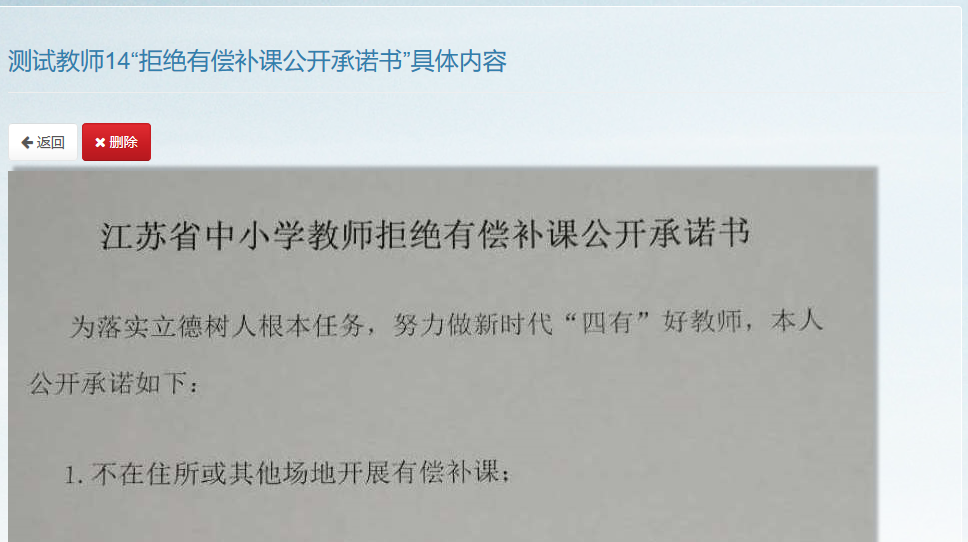 测试教师14“拒绝有偿补课公开承诺书”具体内容
返回 删除
江苏省中小学教师拒绝有偿补课公开承诺书
为落实立德树人根本任务，努力做新时代“四有”好教师，本人
公开承诺如下：
1.不在住所或其他场地开展有偿补课；